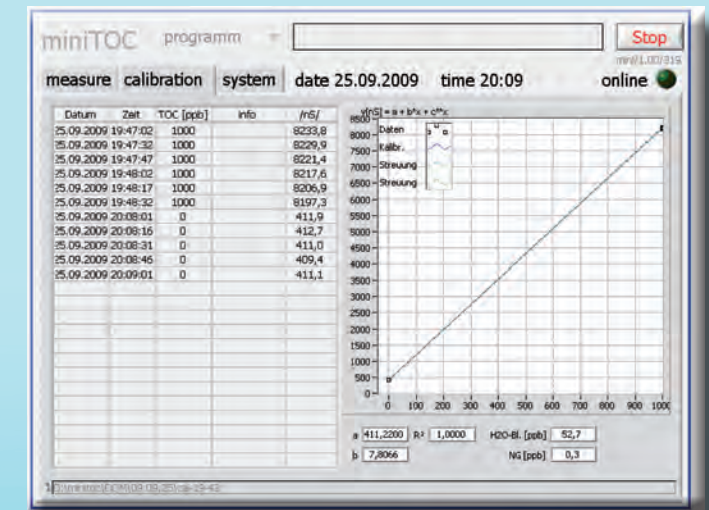 miniTOC programm Stop
mini/1.00/319
measure calibration system date 25.09.2009 time 20:09 online
Datum Zeit TOC [ppb] info /nS/
25.09.2009 19:47:02 1000 8233,8
25.09.2009 19:47:32 1000 8229,9
25.09.2009 19:47:47 1000 8221,4
25.09.2009 19:48:02 1000 8217,6
25.09.2009 19:48:17 1000 8206,9
25.09.2009 19:48:32 1000 8197,3
25.09.2009 20:08:01 0 411,9
25.09.2009 20:08:16 0 412,7
25.09.2009 20:08:31 0 411,0
25.09.2009 20:08:46 0 409,4
25.09.2009 20:09:01 0 411,1
y[nS] = a + b*x + c**x
Daten
Kalibr.
Streuung
Streuung
8500
8000
7500
7000
6500
6000
5500
5000
4500
4000
3500
3000
2500
2000
1500
1000
500
0
0 100 200 300 400 500 600 700 800 900 1000
a 411,2200 R² 1,0000 H2O-Bl. [ppb] 52,7
b 7,8066 NG [ppb] 0,3